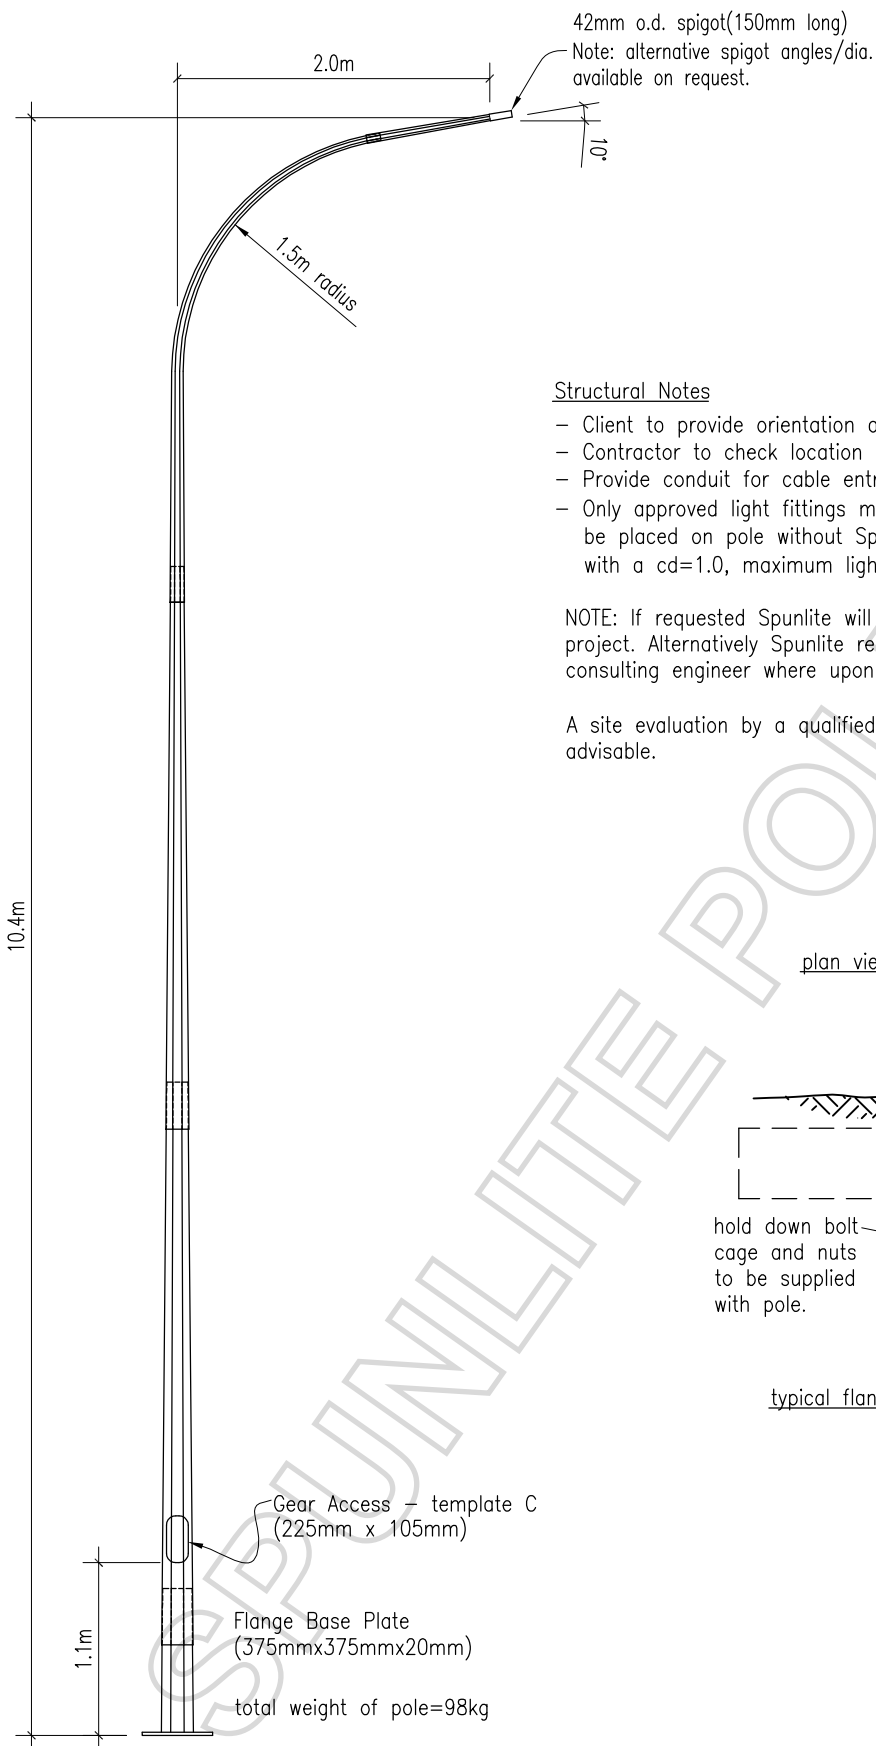 42mm o.d. spigot(150mm long)
Note: alternative spigot angles/dia.
available on request.
2.0m
10°
1.5m radius
Structural Notes
– Client to provide orientation
– Contractor to check location
– Provide conduit for cable
– Only approved light fittings
be placed on pole without
with a cd=1.0, maximum
NOTE: If requested Spunlite will
project. Alternatively Spunlite
consulting engineer where upon
A site evaluation by a qualified
advisable.
10.4m
plan
hold down bolt
cage and nuts
to be supplied
with pole.
typical
Gear Access – template C
(225mm x 105mm)
1.1m
Flange Base Plate
(375mmx375mmx20mm)
total weight of pole=98kg
SPUNLITE